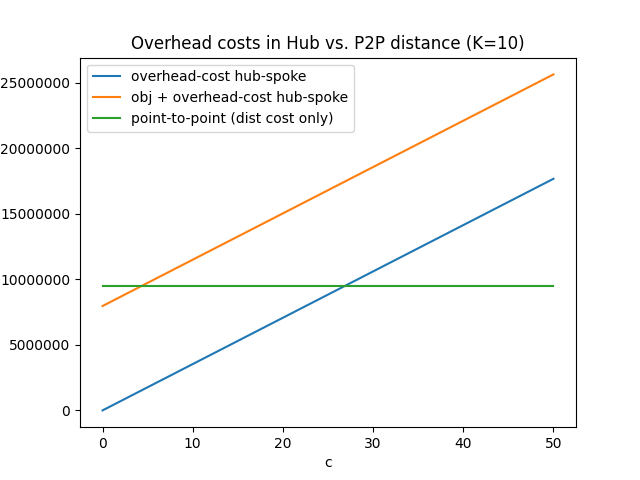 Overhead costs in Hub vs. P2P distance (K=10)
overhead-cost hub-spoke
obj + overhead-cost hub-spoke
point-to-point (dist cost only)
25000000
20000000
15000000
10000000
5000000
0
0 10 20 30 40 50
c